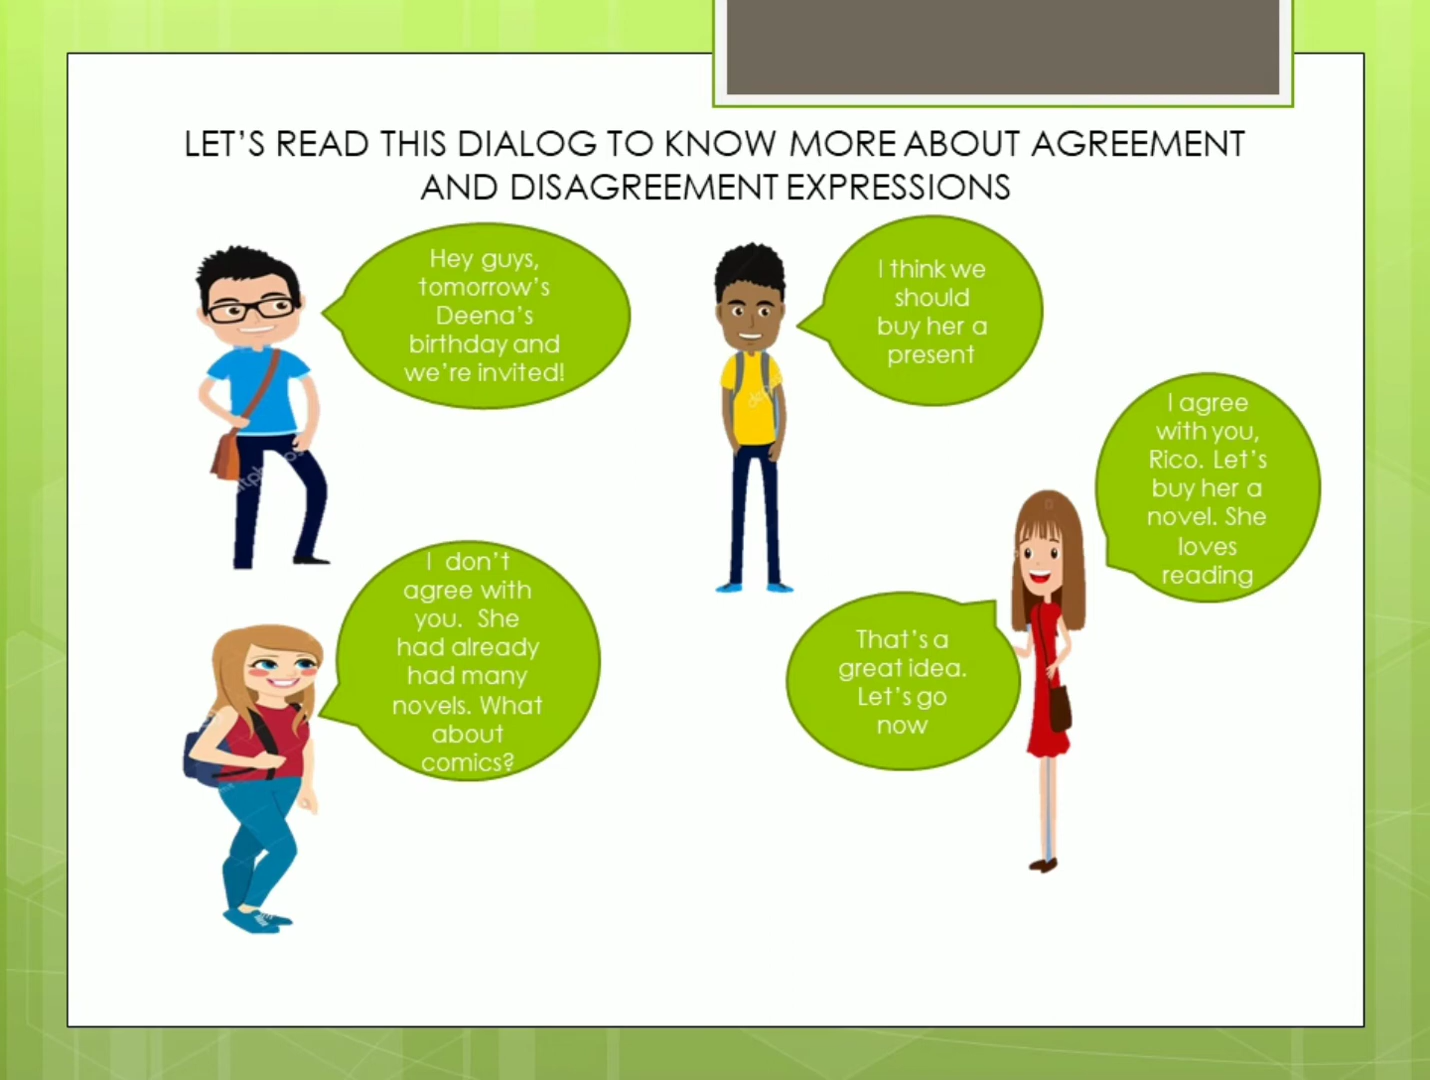 LET'S READ THIS DIALOG TO KNOW MORE ABOUT AGREEMENT
AND DISAGREEMENT EXPRESSIONS
Hey guys,
tomorrow's
Deena's
birthday and
we're invited!
I think we
should
buy her a
present
I agree
with you,
Rico. Let's
buy her a
novel. She
loves
reading
I don't
agree with
you. She
had already
had many
novels. What
about
comics?
That's a
great idea.
Let's go
now